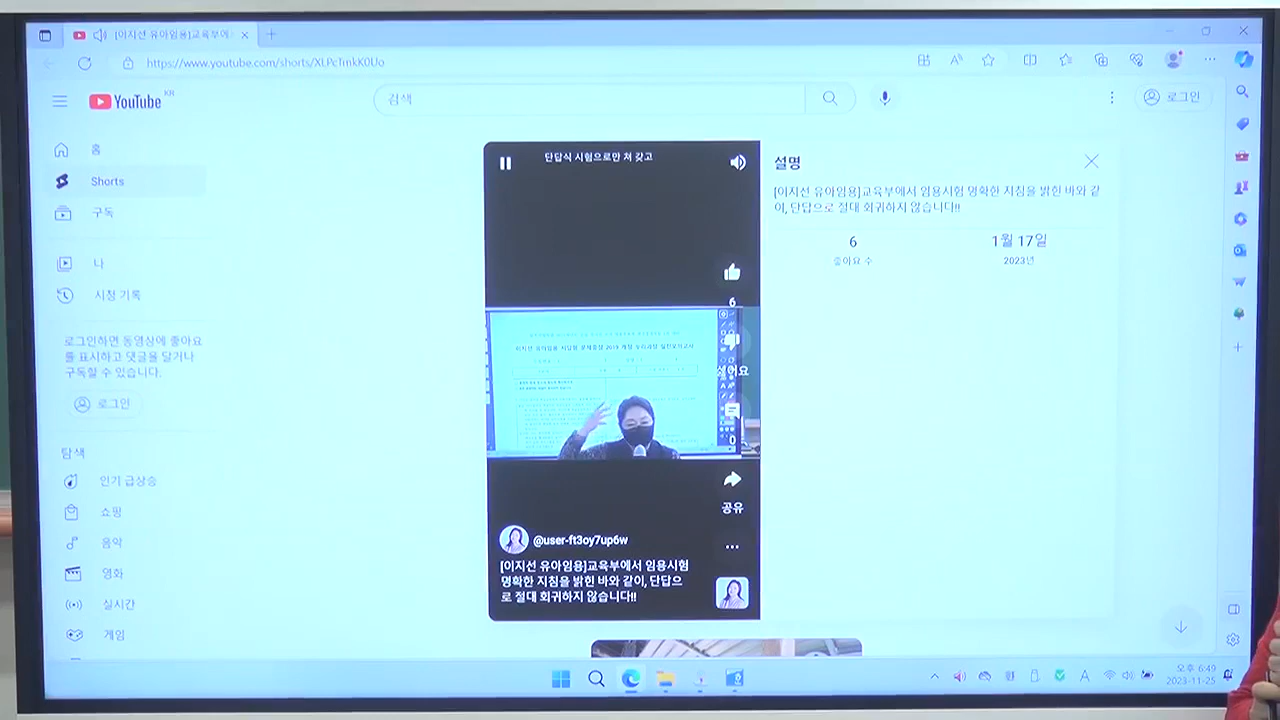 [이지선 유아임용]교육부에
https://www.youtube.com/shorts/XLPcTmkK0Uo
YouTube KR
검색
로그인
홈
Shorts
구독
나
시청 기록
로그인하면 동영상에 좋아요
를 표시하고 댓글을 달거나
구독할 수 있습니다.
로그인
탐색
인기 급상승
쇼핑
음악
영화
실시간
게임
단답식 시험으로만 쳐 갖고
6
싫어요
0
공유
@user-ft3oy7up6w
[이지선 유아임용]교육부에서 임용시험
명확한 지침을 밝힌 바와 같이, 단답으
로 절대 회귀하지 않습니다!!
설명
[이지선 유아임용]교육부에서 임용시험 명확한 지침을 밝힌 바와 같
이, 단답으로 절대 회귀하지 않습니다!!
6
좋아요 수
1월 17일
2023년
A
오후 6:49
2023-11-25